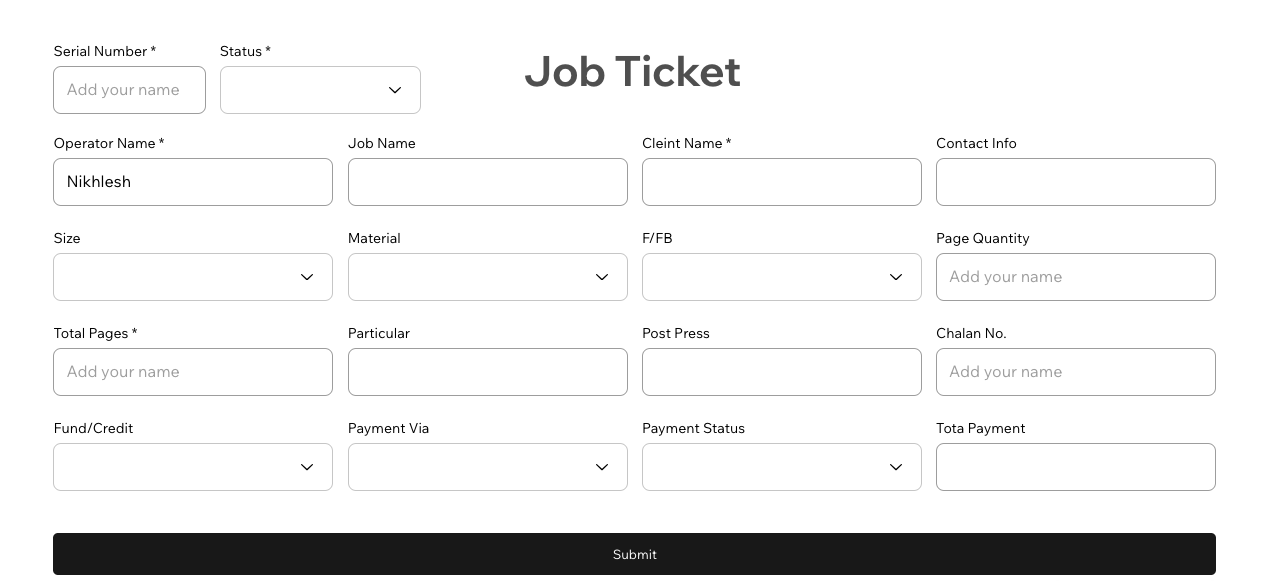 Serial Number *
Status *
Job Ticket
Add your name
Operator Name *
Job Name
Cleint Name *
Contact Info
Nikhlesh
Size
Material
F/FB
Page Quantity
Add your name
Total Pages *
Particular
Post Press
Chalan No.
Add your name
Add your name
Fund/Credit
Payment Via
Payment Status
Tota Payment
Submit